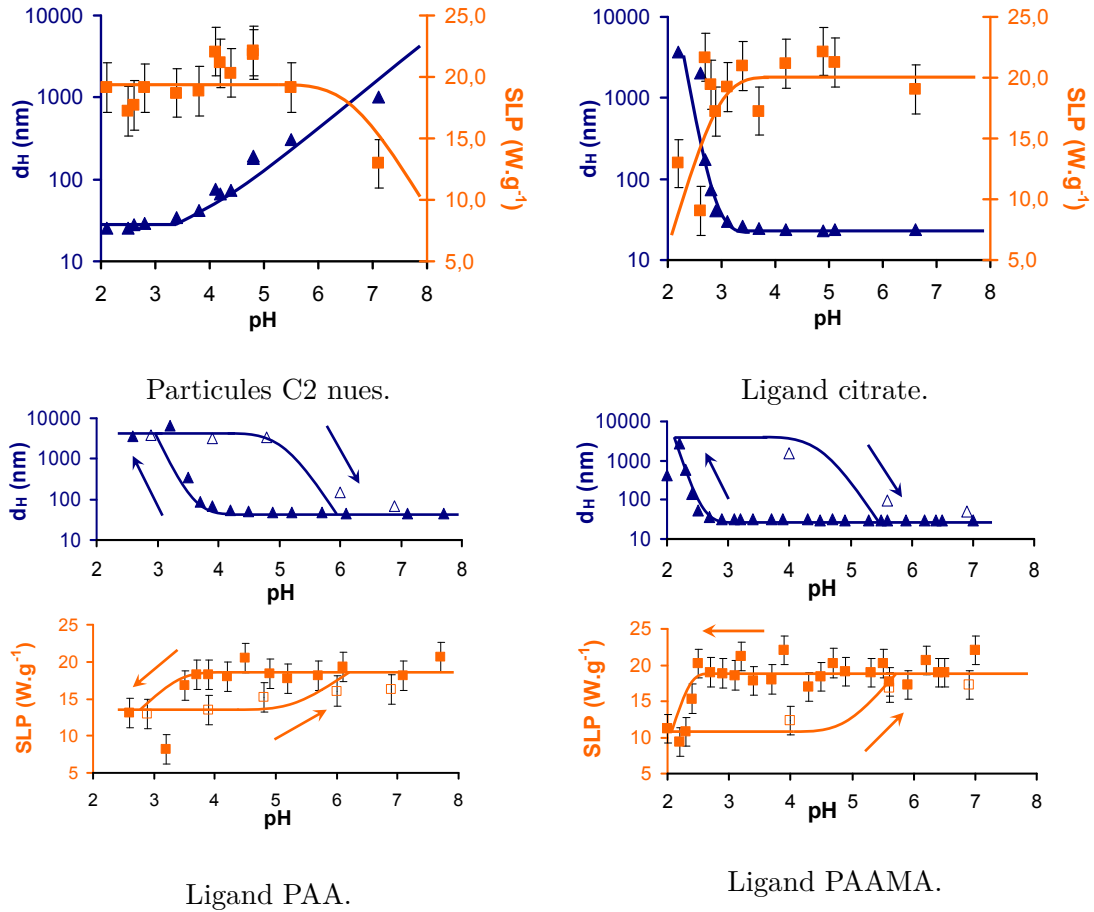 10000
1000
100
10
dH (nm)
25,0
20,0
15,0
10,0
5,0
SLP (W.g-1)
2 3 4 5 6 7 8
pH
Particules C2 nues.
10000
1000
100
10
dH (nm)
25,0
20,0
15,0
10,0
5,0
SLP (W.g-1)
2 3 4 5 6 7 8
pH
Ligand citrate.
10000
1000
100
10
dH (nm)
2 3 4 5 6 7 8
pH
25
20
15
10
5
SLP (W.g-1)
2 3 4 5 6 7 8
pH
Ligand PAA.
10000
1000
100
10
dH (nm)
2 3 4 5 6 7 8
pH
25
20
15
10
5
SLP (W.g-1)
2 3 4 5 6 7 8
pH
Ligand PAAMA.